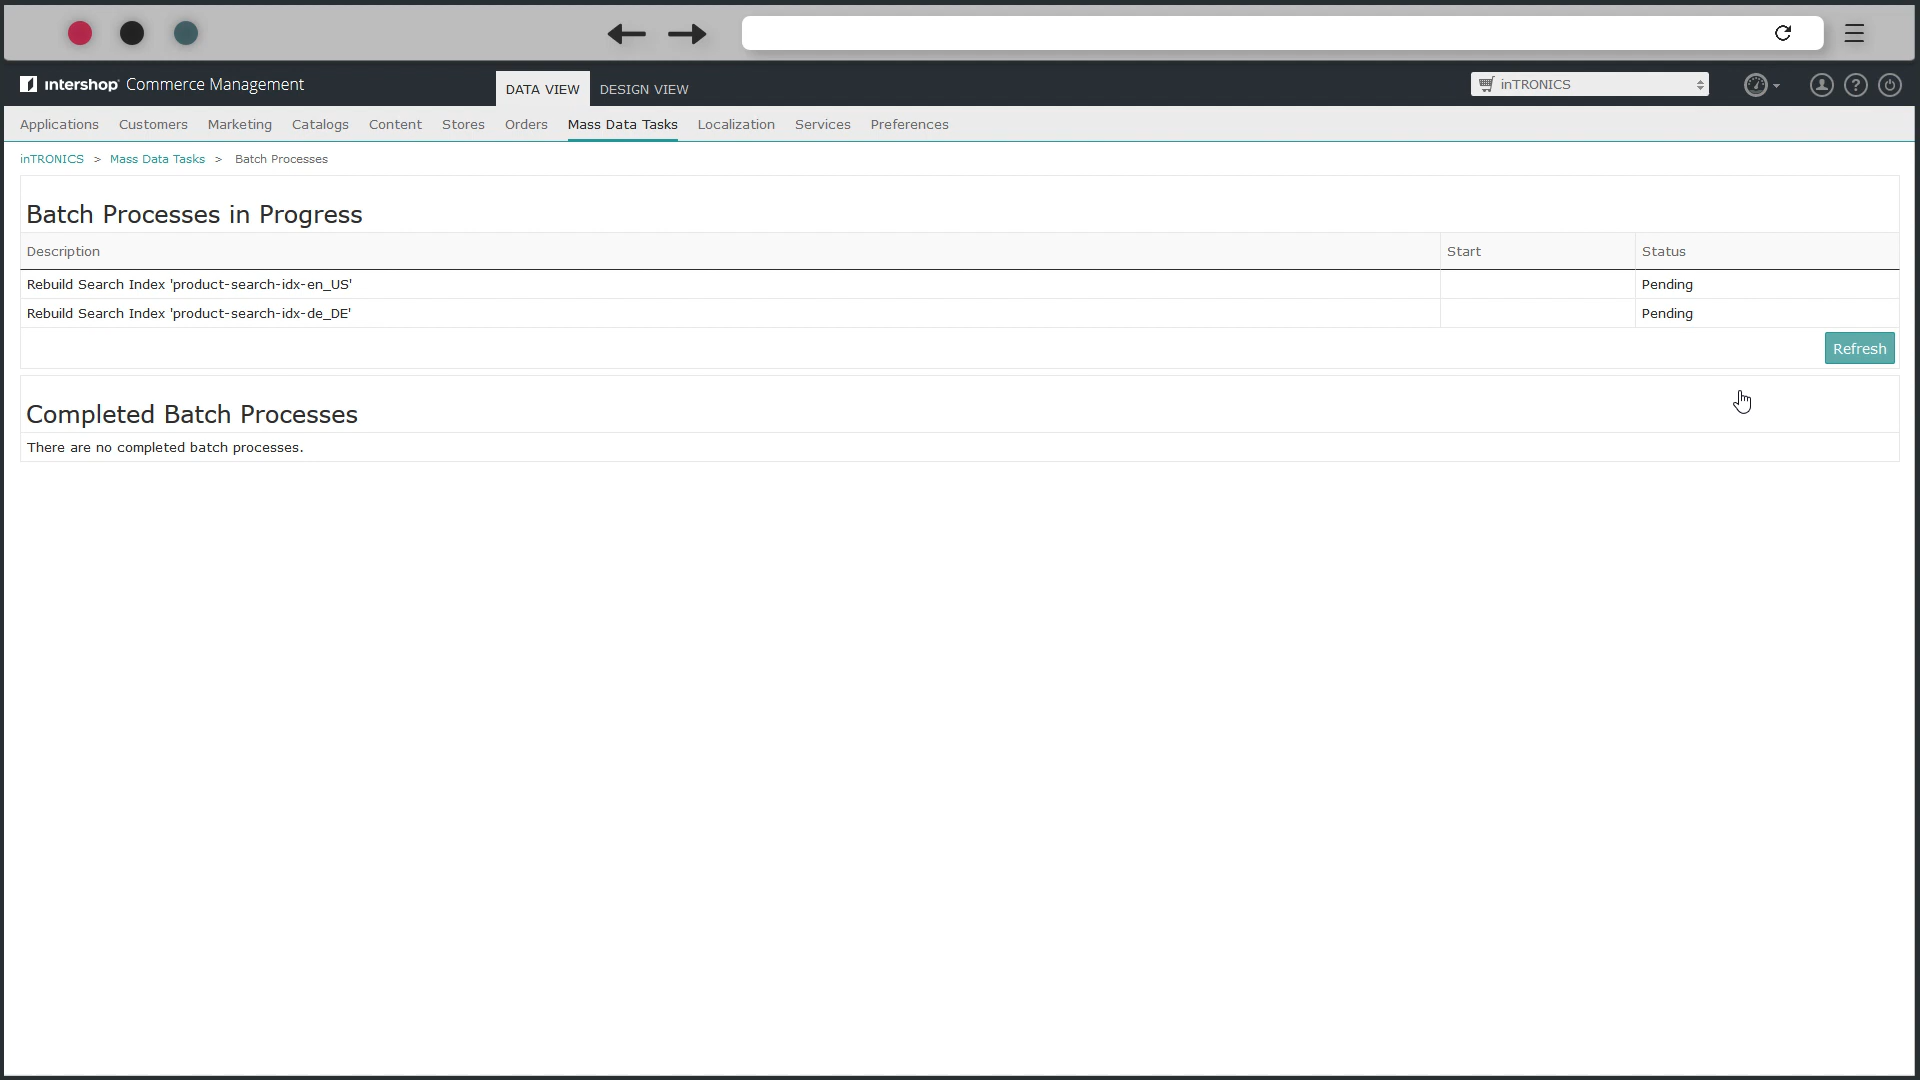 intershop Commerce Management
DATA VIEW DESIGN VIEW
inTRONICS
?
Applications Customers Marketing Catalogs Content Stores Orders Mass Data Tasks Localization Services Preferences
inTRONICS > Mass Data Tasks > Batch Processes
Batch Processes in Progress
Description Start Status
Rebuild Search Index 'product-search-idx-en_US' Pending
Rebuild Search Index 'product-search-idx-de_DE' Pending
Refresh
Completed Batch Processes
There are no completed batch processes.